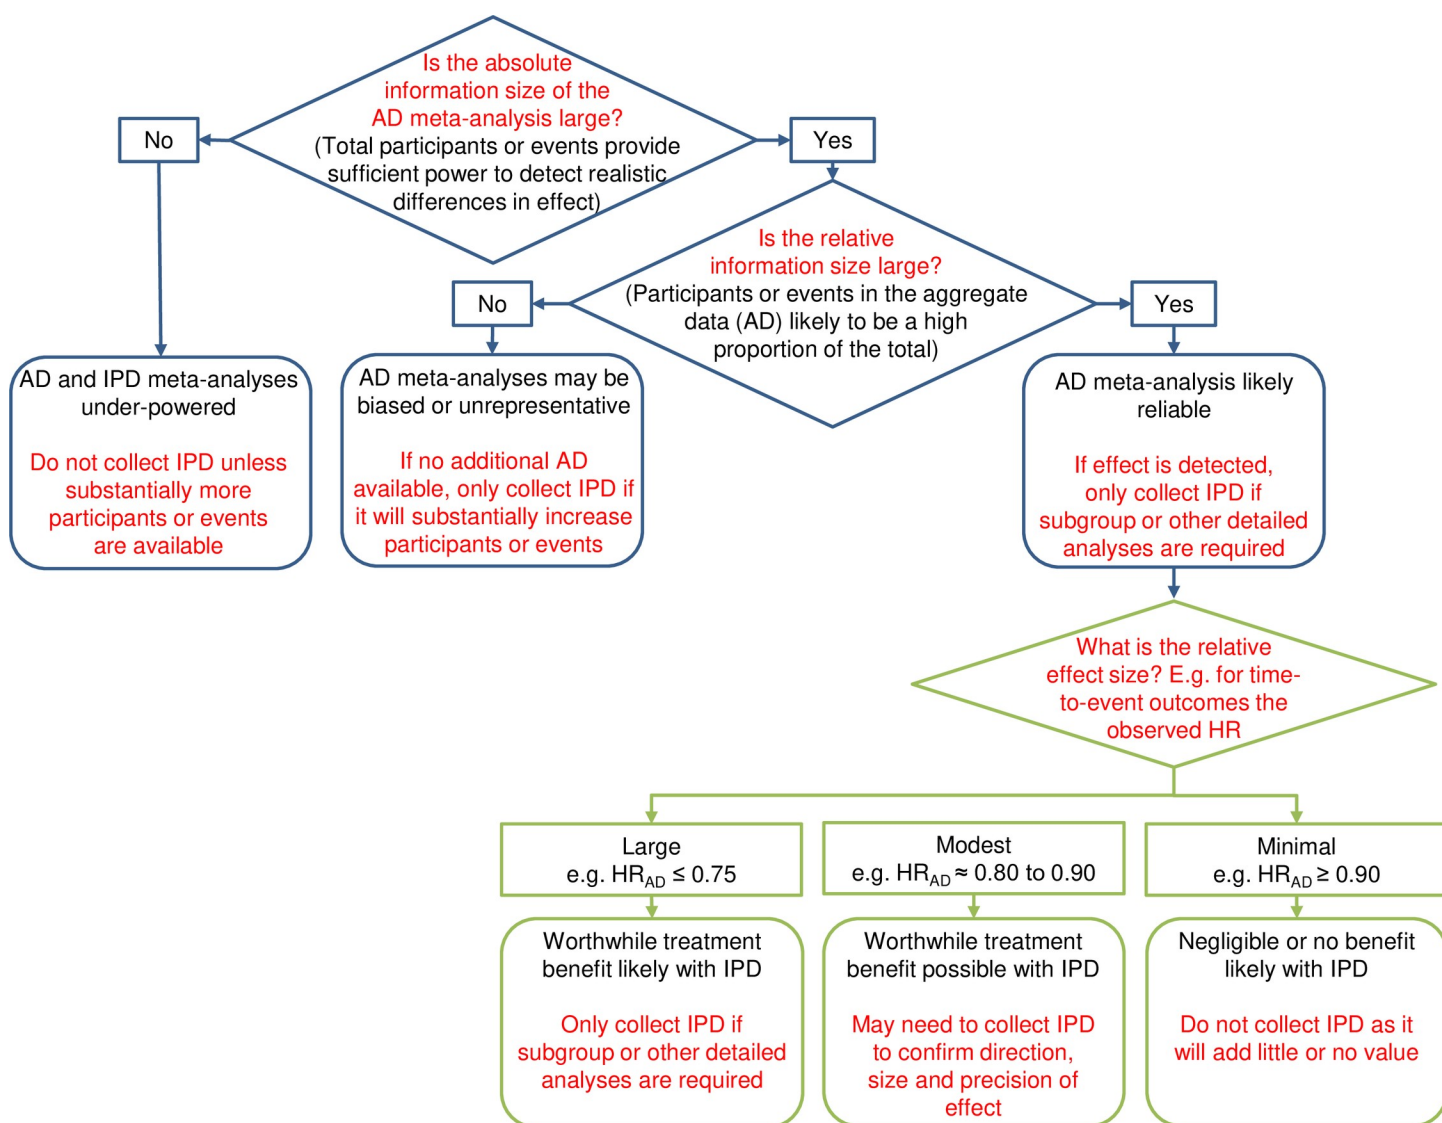 Is the absolute
information size of the
AD meta-analysis large?
(Total participants or events provide
sufficient power to detect realistic
differences in effect)
No
Yes
Is the relative
information size large?
(Participants or events in the aggregate
data (AD) likely to be a high
proportion of the total)
No
Yes
AD and IPD meta-analyses
under-powered
Do not collect IPD unless
substantially more
participants or events
are available
AD meta-analyses may be
biased or unrepresentative
If no additional AD
available, only collect IPD if
it will substantially increase
participants or events
AD meta-analysis likely
reliable
If effect is detected,
only collect IPD if
subgroup or other detailed
analyses are required
What is the relative
effect size? E.g. for time-
to-event outcomes the
observed HR
Large
e.g. HRAD ≤ 0.75
Modest
e.g. HRAD ≈ 0.80 to 0.90
Minimal
e.g. HRAD ≥ 0.90
Worthwhile treatment
benefit likely with IPD
Only collect IPD if
subgroup or other detailed
analyses are required
Worthwhile treatment
benefit possible with IPD
May need to collect IPD
to confirm direction,
size and precision of
effect
Negligible or no benefit
likely with IPD
Do not collect IPD as it
will add little or no value